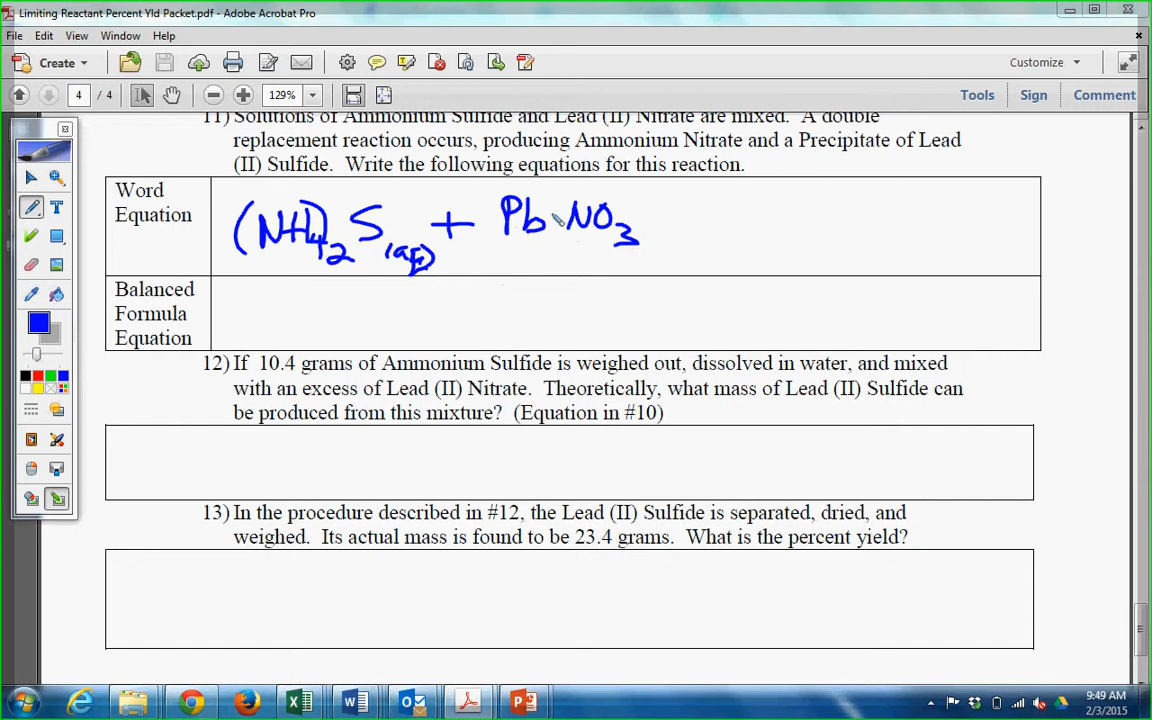 Limiting Reactant Percent Yld Packet.pdf - Adobe Acrobat Pro
File Edit View Window Help
Create Customize
4 / 4 129% Tools Sign Comment
11) Solutions of Ammonium Sulfide and Lead (II) Nitrate are mixed. A double
replacement reaction occurs, producing Ammonium Nitrate and a Precipitate of Lead
(II) Sulfide. Write the following equations for this reaction.
Word
Equation
(NH4)2 S (aq) + Pb NO3
Balanced
Formula
Equation
12) If 10.4 grams of Ammonium Sulfide is weighed out, dissolved in water, and mixed
with an excess of Lead (II) Nitrate. Theoretically, what mass of Lead (II) Sulfide can
be produced from this mixture? (Equation in #10)
13) In the procedure described in #12, the Lead (II) Sulfide is separated, dried, and
weighed. Its actual mass is found to be 23.4 grams. What is the percent yield?
9:49 AM
2/3/2015